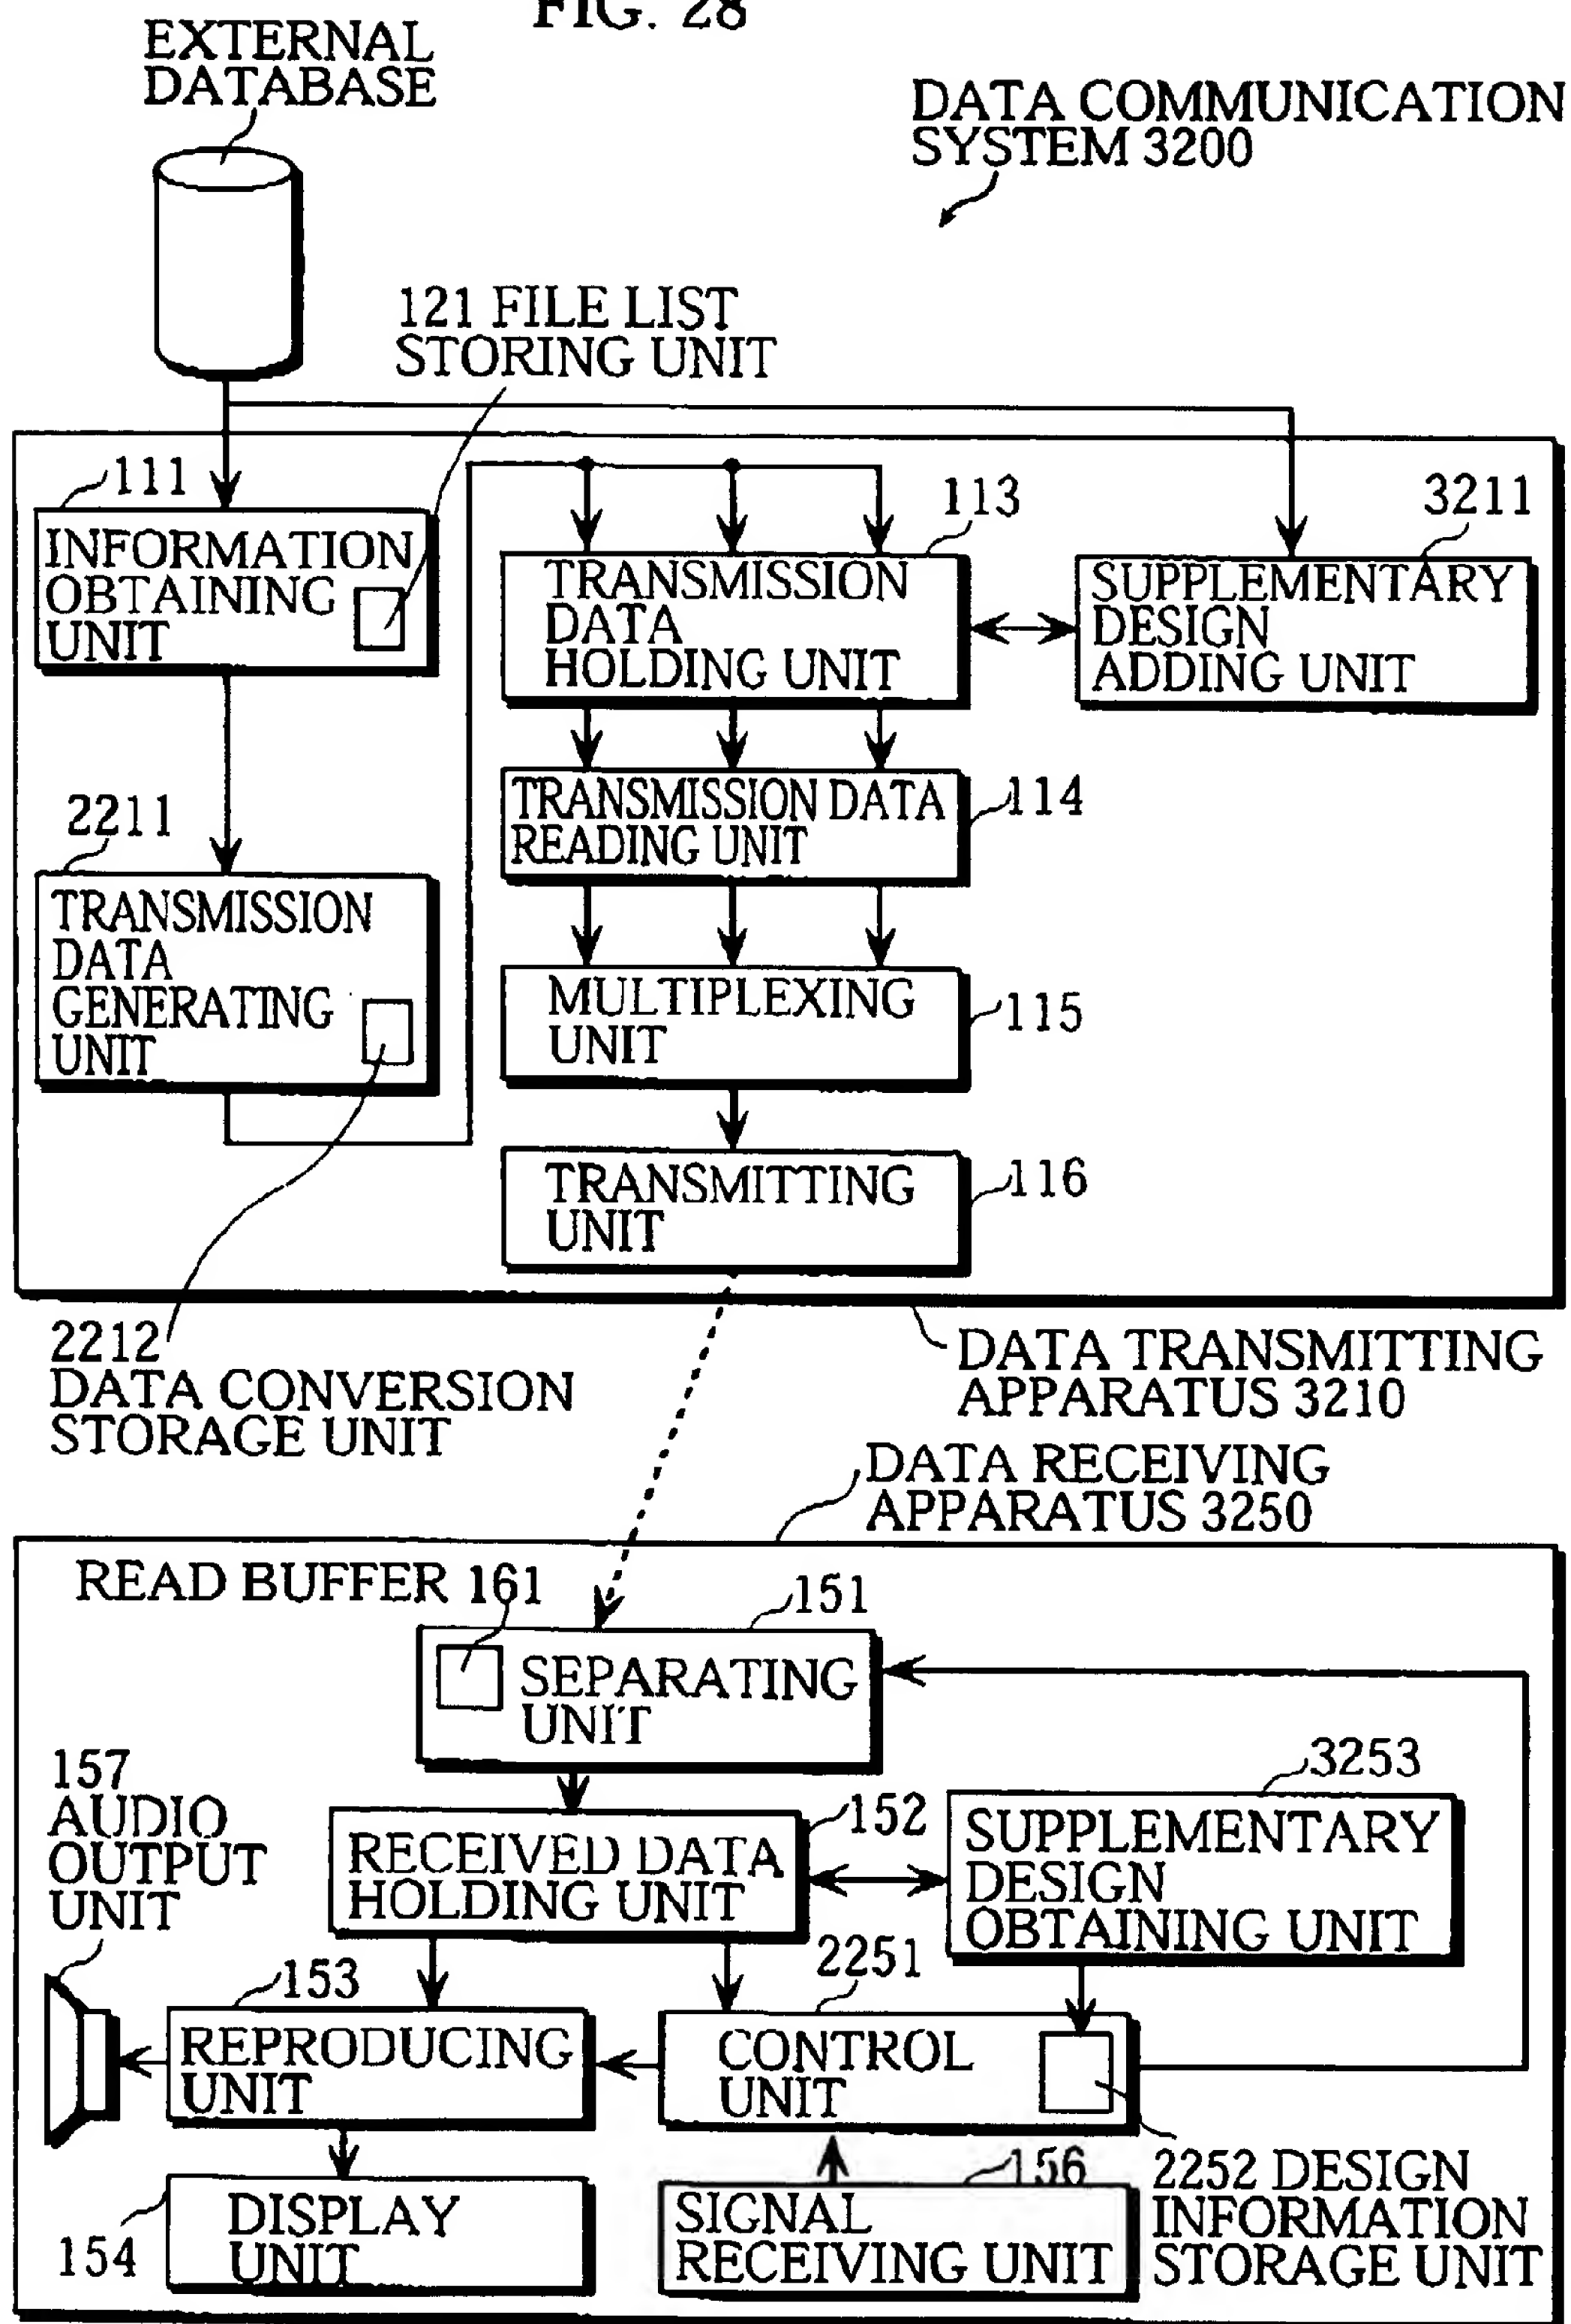 FIG. 28
EXTERNAL
DATABASE
DATA COMMUNICATION
SYSTEM 3200
121 FILE LIST
STORING UNIT
111
INFORMATION
OBTAINING
UNIT
113
TRANSMISSION
DATA
HOLDING UNIT
3211
SUPPLEMENTARY
DESIGN
ADDING UNIT
2211
TRANSMISSION
DATA
GENERATING
UNIT
TRANSMISSION DATA
READING UNIT
114
MULTIPLEXING
UNIT
115
TRANSMITTING
UNIT
116
2212
DATA CONVERSION
STORAGE UNIT
DATA TRANSMITTING
APPARATUS 3210
DATA RECEIVING
APPARATUS 3250
READ BUFFER 161
151
SEPARATING
UNIT
157
AUDIO
OUTPUT
UNIT
152
RECEIVED DATA
HOLDING UNIT
3253
SUPPLEMENTARY
DESIGN
OBTAINING UNIT
153
REPRODUCING
UNIT
2251
CONTROL
UNIT
154
DISPLAY
UNIT
156
SIGNAL
RECEIVING UNIT
2252 DESIGN
INFORMATION
STORAGE UNIT